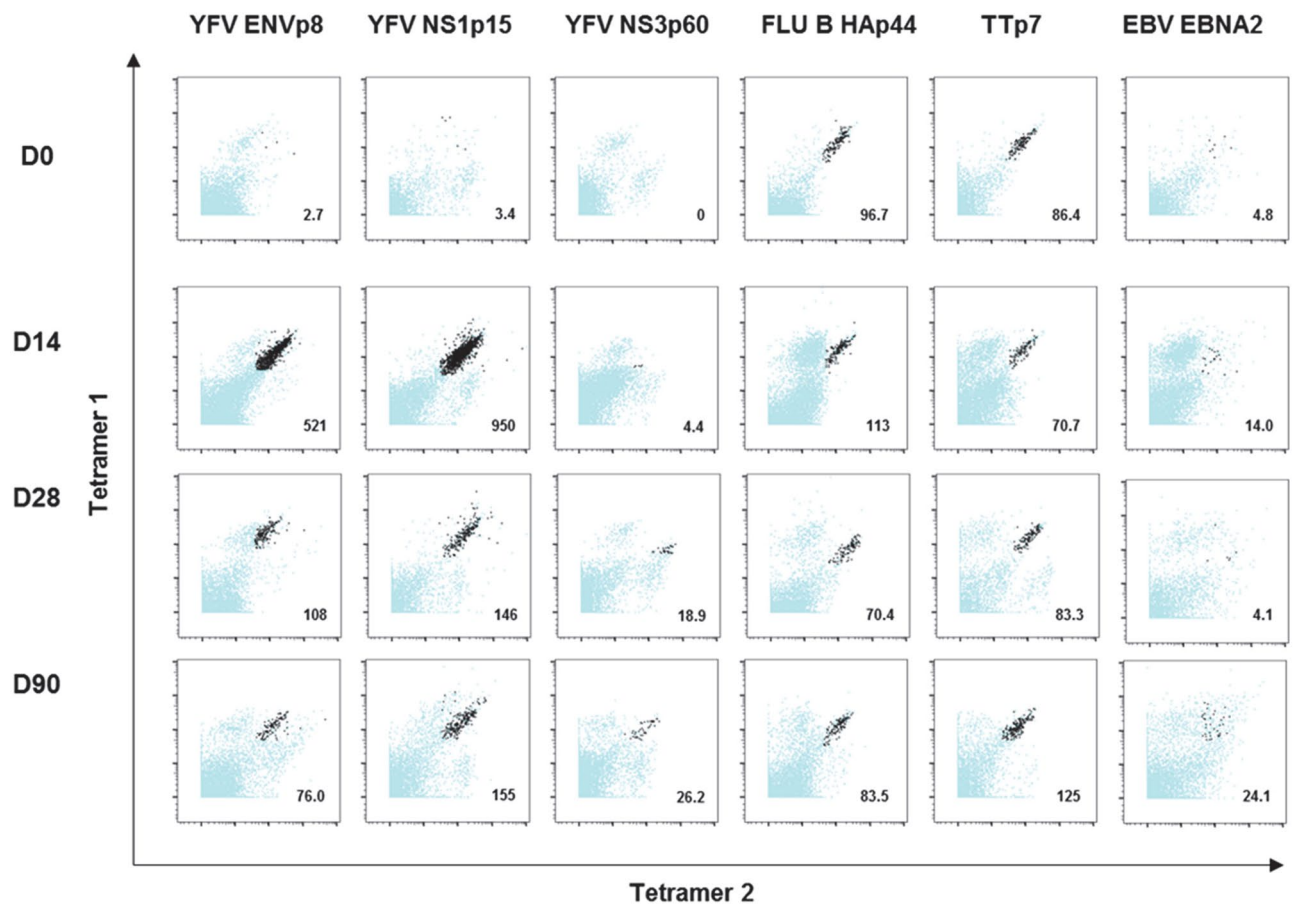 YFV ENVp8 YFV NS1p15 YFV NS3p60 FLU B HAp44 TTp7 EBV EBNA2
D0
2.7 3.4 0 96.7 86.4 4.8
D14
521 950 4.4 113 70.7 14.0
D28
108 146 18.9 70.4 83.3 4.1
D90
76.0 155 26.2 83.5 125 24.1
Tetramer 1
Tetramer 2